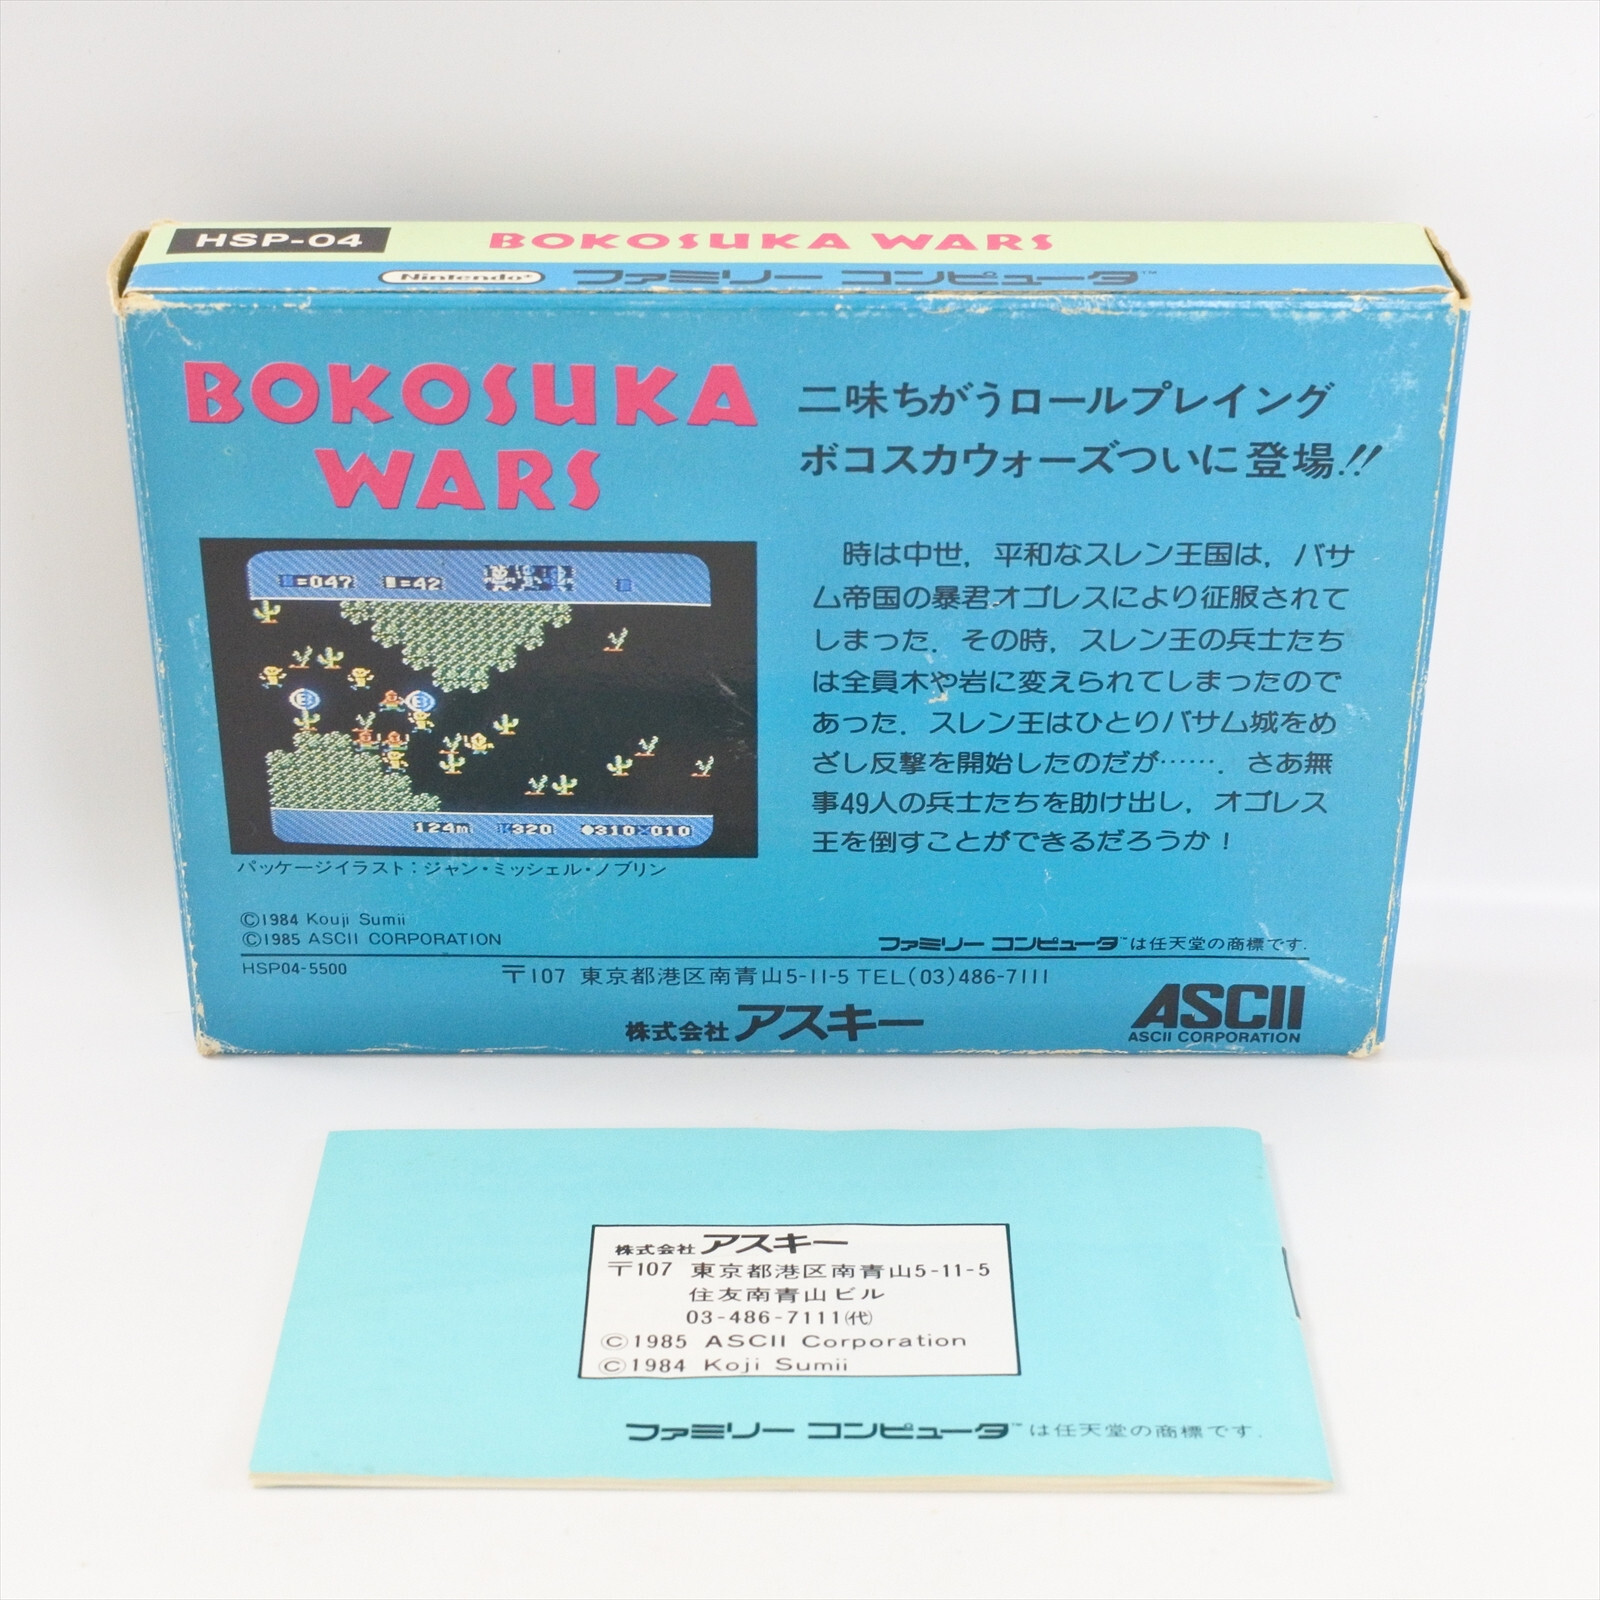 HSP-04
BOKOSUKA WARS
Nintendo® ファミリー コンピュータ™
BOKOSUKA
WARS
二味ちがうロールプレイング
ボコスカウォーズついに登場!!
=047 =42
124m 320 310 010
時は中世，平和なスレン王国は，バサ
ム帝国の暴君オゴレスにより征服されて
しまった．その時，スレン王の兵士たち
は全員木や岩に変えられてしまったので
あった．スレン王はひとりバサム城をめ
ざし反撃を開始したのだが……．さあ無
事49人の兵士たちを助け出し，オゴレス
王を倒すことができるだろうか！
パッケージイラスト：ジャン・ミッシェル・ノブリン
©1984 Kouji Sumii
©1985 ASCII CORPORATION
ファミリー コンピュータ™は任天堂の商標です.
HSP04-5500
〒107 東京都港区南青山5-11-5 TEL(03)486-7111
株式会社アスキー
ASCII
ASCII CORPORATION
株式会社アスキー
〒107 東京都港区南青山5-11-5
住友南青山ビル
03-486-7111㈹
©1985 ASCII Corporation
©1984 Koji Sumii
ファミリー コンピュータ™は任天堂の商標です.